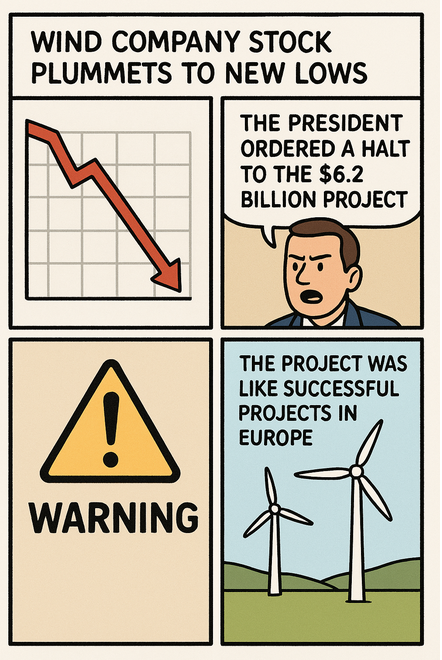 WIND COMPANY STOCK
PLUMMETS TO NEW LOWS
THE PRESIDENT
ORDERED A HALT
TO THE $6.2
BILLION PROJECT
!
WARNING
THE PROJECT WAS
LIKE SUCCESSFUL
PROJECTS IN
EUROPE